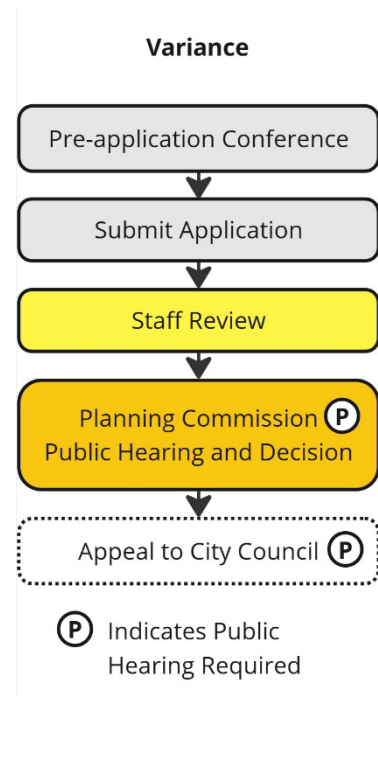 Variance
Pre-application Conference
Submit Application
Staff Review
Planning Commission P
Public Hearing and Decision
Appeal to City Council P
P Indicates Public
Hearing Required